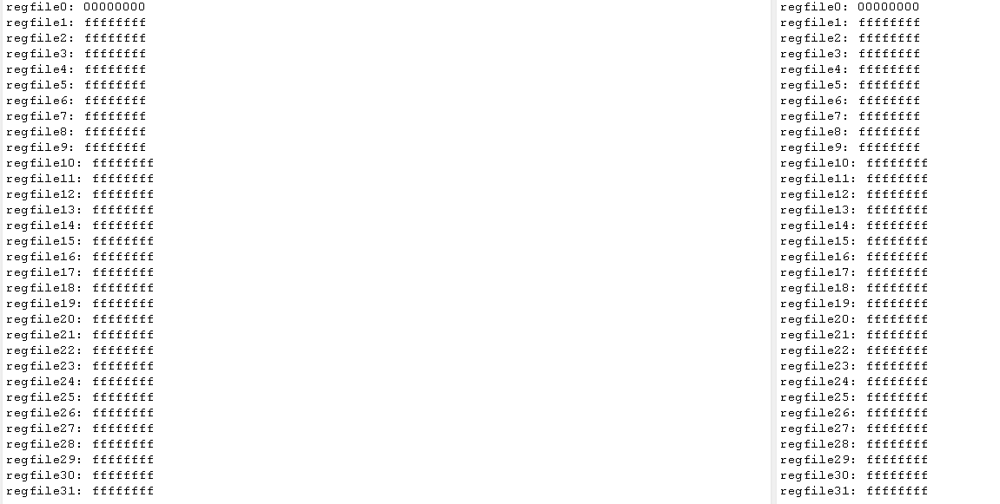 regfile0: 00000000
regfile1: ffffffff
regfile2: ffffffff
regfile3: ffffffff
regfile4: ffffffff
regfile5: ffffffff
regfile6: ffffffff
regfile7: ffffffff
regfile8: ffffffff
regfile9: ffffffff
regfile10: ffffffff
regfile11: ffffffff
regfile12: ffffffff
regfile13: ffffffff
regfile14: ffffffff
regfile15: ffffffff
regfile16: ffffffff
regfile17: ffffffff
regfile18: ffffffff
regfile19: ffffffff
regfile20: ffffffff
regfile21: ffffffff
regfile22: ffffffff
regfile23: ffffffff
regfile24: ffffffff
regfile25: ffffffff
regfile26: ffffffff
regfile27: ffffffff
regfile28: ffffffff
regfile29: ffffffff
regfile30: ffffffff
regfile31: ffffffff
regfile0: 00000000
regfile1: ffffffff
regfile2: ffffffff
regfile3: ffffffff
regfile4: ffffffff
regfile5: ffffffff
regfile6: ffffffff
regfile7: ffffffff
regfile8: ffffffff
regfile9: ffffffff
regfile10: ffffffff
regfile11: ffffffff
regfile12: ffffffff
regfile13: ffffffff
regfile14: ffffffff
regfile15: ffffffff
regfile16: ffffffff
regfile17: ffffffff
regfile18: ffffffff
regfile19: ffffffff
regfile20: ffffffff
regfile21: ffffffff
regfile22: ffffffff
regfile23: ffffffff
regfile24: ffffffff
regfile25: ffffffff
regfile26: ffffffff
regfile27: ffffffff
regfile28: ffffffff
regfile29: ffffffff
regfile30: ffffffff
regfile31: ffffffff